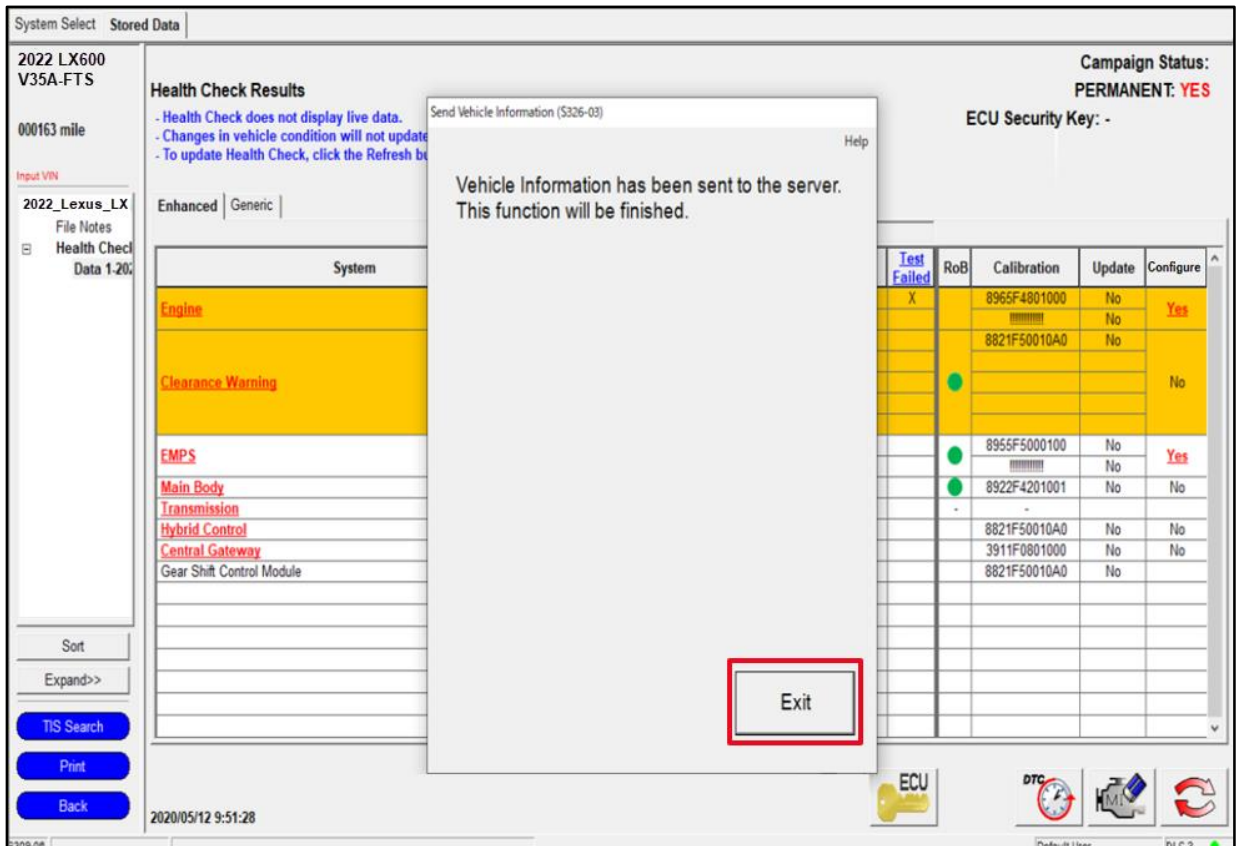 System Select Stored Data
2022 LX600
V35A-FTS
000163 mile
Input VIN
2022_Lexus_LX
File Notes
Health Check
Data 1-202
Sort
Expand>>
TIS Search
Print
Back
Health Check Results
- Health Check does not display live data.
- Changes in vehicle condition will not update
- To update Health Check, click the Refresh bu
Campaign Status:
PERMANENT: YES
ECU Security Key: -
Enhanced Generic
Send Vehicle Information (S326-03)
Help
Vehicle Information has been sent to the server.
This function will be finished.
Exit
System Test Failed RoB Calibration Update Configure
Engine X 8965F4801000 No Yes
!!!!!!!!!!!! No
8821F50010A0 No
Clearance Warning No
EMPS 8955F5000100 No Yes
!!!!!!!!!!!! No
Main Body 8922F4201001 No No
Transmission - -
Hybrid Control 8821F50010A0 No No
Central Gateway 3911F0801000 No No
Gear Shift Control Module 8821F50010A0 No
ECU
DTC
MI
2020/05/12 9:51:28